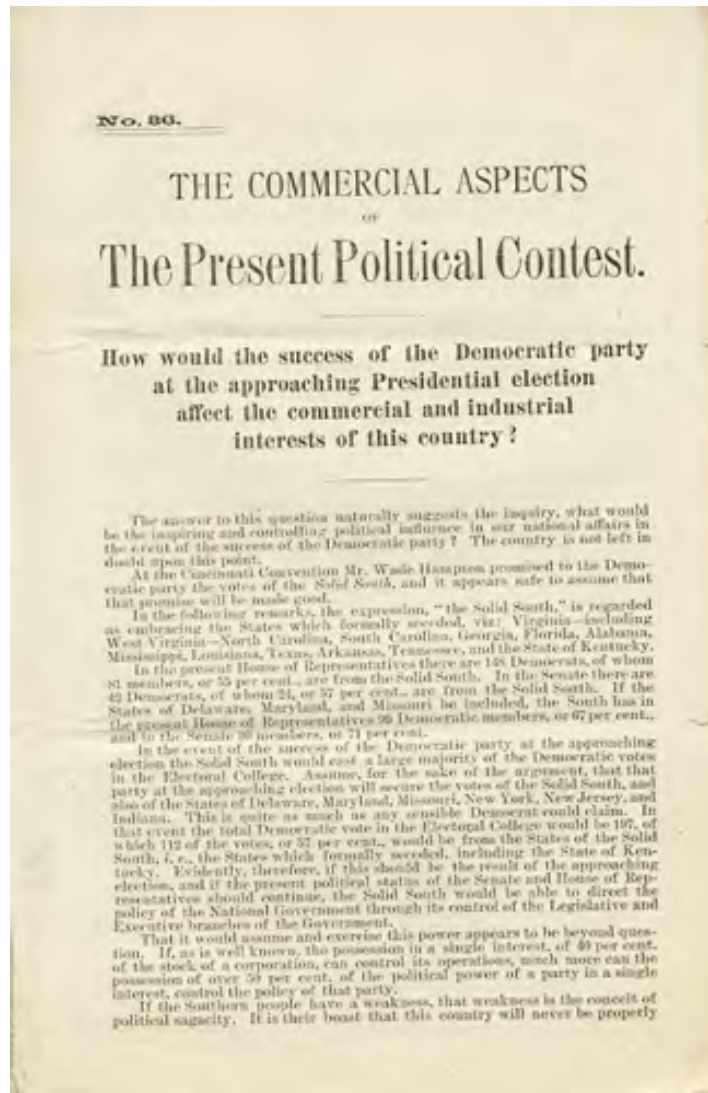 No. 36.
THE COMMERCIAL ASPECTS
OF
The Present Political Contest.
How would the success of the Democratic party
at the approaching Presidential election
affect the commercial and industrial
interests of this country?
The answer to this question naturally suggests the inquiry, what would
be the inspiring and controlling political influence in our national affairs in
the event of the success of the Democratic party? The country is not left in
doubt upon this point.
At the Cincinnati Convention Mr. Wade Hampton promised to the Demo-
cratic party the votes of the Solid South, and it appears safe to assume that
that promise will be made good.
In the following remarks, the expression, "the Solid South," is regarded
as embracing the States which formally seceded, viz: Virginia—including
West Virginia—North Carolina, South Carolina, Georgia, Florida, Alabama,
Mississippi, Louisiana, Texas, Arkansas, Tennessee, and the State of Kentucky.
In the present House of Representatives there are 148 Democrats, of whom
81 members, or 55 per cent., are from the Solid South. In the Senate there are
42 Democrats, of whom 24, or 57 per cent., are from the Solid South. If the
States of Delaware, Maryland, and Missouri be included, the South has in
the present House of Representatives 99 Democratic members, or 67 per cent.,
and in the Senate 30 members, or 71 per cent.
In the event of the success of the Democratic party at the approaching
election the Solid South would cast a large majority of the Democratic votes
in the Electoral College. Assume, for the sake of the argument, that that
party at the approaching election will secure the votes of the Solid South, and
also of the States of Delaware, Maryland, Missouri, New York, New Jersey, and
Indiana. This is quite as much as any sensible Democrat could claim. In
that event the total Democratic vote in the Electoral College would be 197, of
which 112 of the votes, or 57 per cent., would be from the States of the Solid
South, i. e., the States which formally seceded, including the State of Ken-
tucky. Evidently, therefore, if this should be the result of the approaching
election, and if the present political status of the Senate and House of Rep-
resentatives should continue, the Solid South would be able to direct the
policy of the National Government through its control of the Legislative and
Executive branches of the Government.
That it would assume and exercise this power appears to be beyond ques-
tion. If, as is well known, the possession in a single interest, of 40 per cent.
of the stock of a corporation, can control its operations, much more can the
possession of over 50 per cent. of the political power of a party in a single
interest, control the policy of that party.
If the Southern people have a weakness, that weakness is the conceit of
political sagacity. It is their boast that this country will never be properly